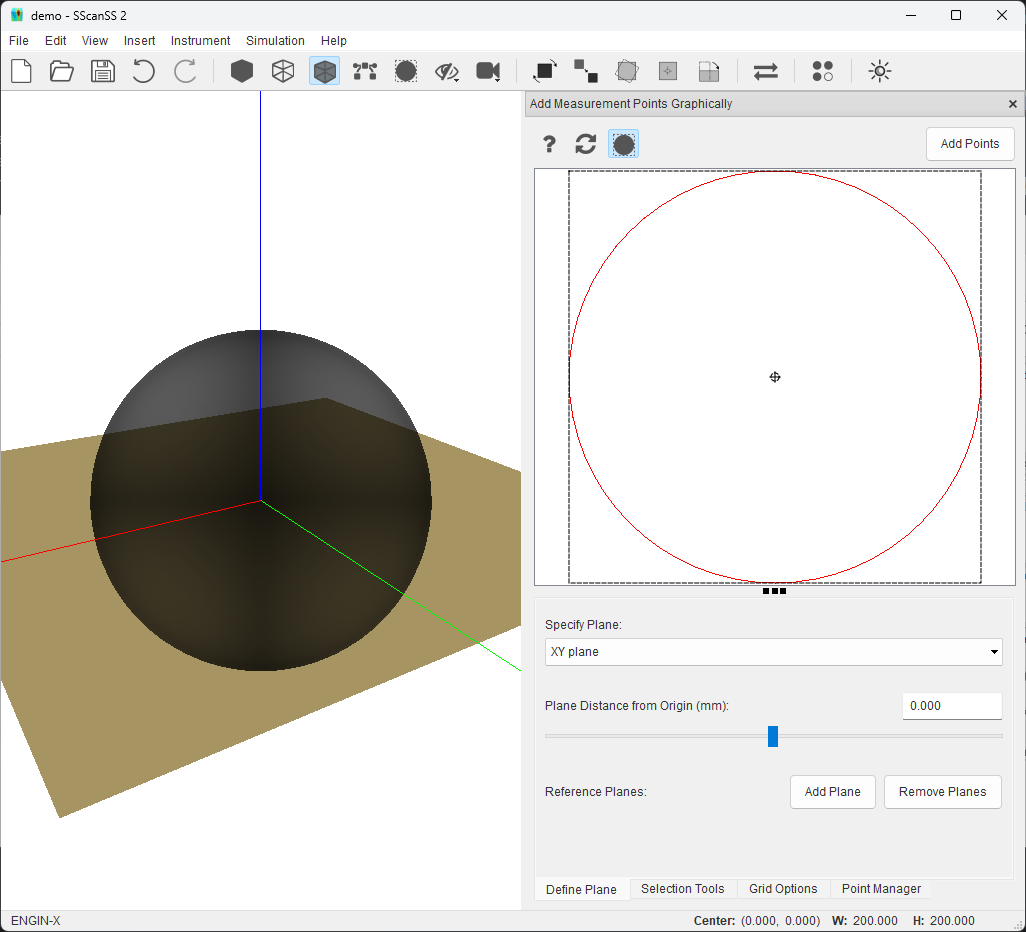 demo - SScanSS 2
File Edit View Insert Instrument Simulation Help
Add Measurement Points Graphically
? Add Points
Specify Plane:
XY plane
Plane Distance from Origin (mm): 0.000
Reference Planes: Add Plane Remove Planes
Define Plane Selection Tools Grid Options Point Manager
ENGIN-X Center: (0.000, 0.000) W: 200.000 H: 200.000